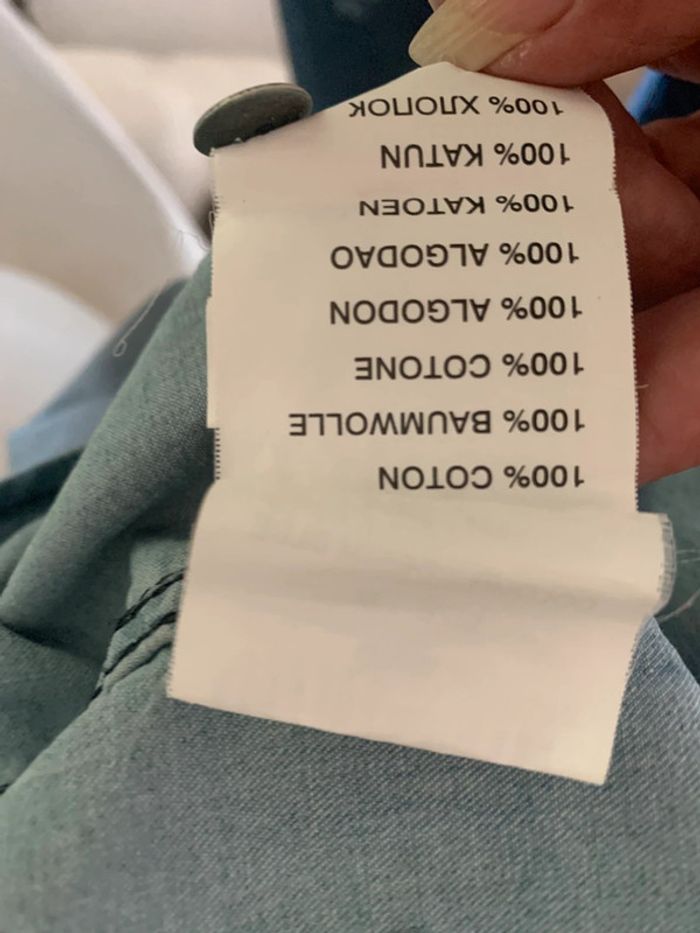 100% COTON
100% BAUMWOLLE
100% COTONE
100% ALGODON
100% ALGODAO
100% KATOEN
100% KATUN
100% ХЛОПОК